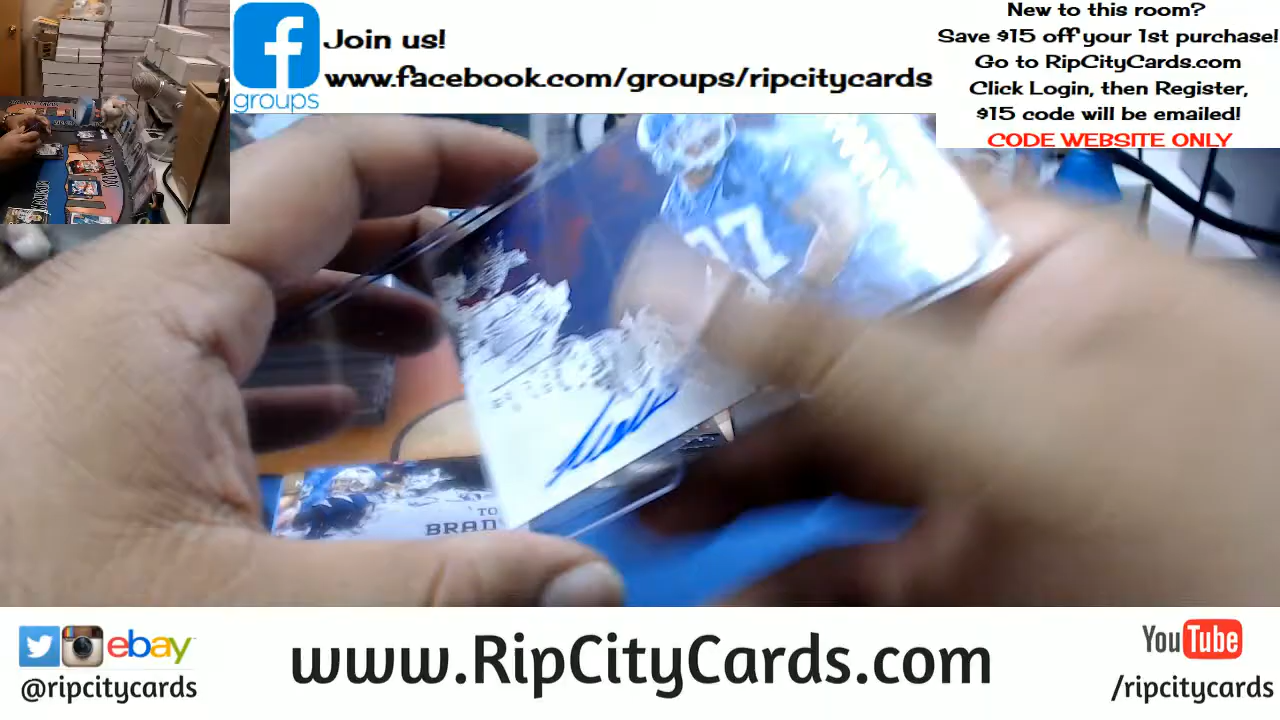 Join us!
www.facebook.com/groups/ripcitycards
groups
New to this room?
Save $15 off your 1st purchase!
Go to RipCityCards.com
Click Login, then Register,
$15 code will be emailed!
CODE WEBSITE ONLY
TO
BRAD
ebay
@ripcitycards
www.RipCityCards.com
YouTube
/ripcitycards